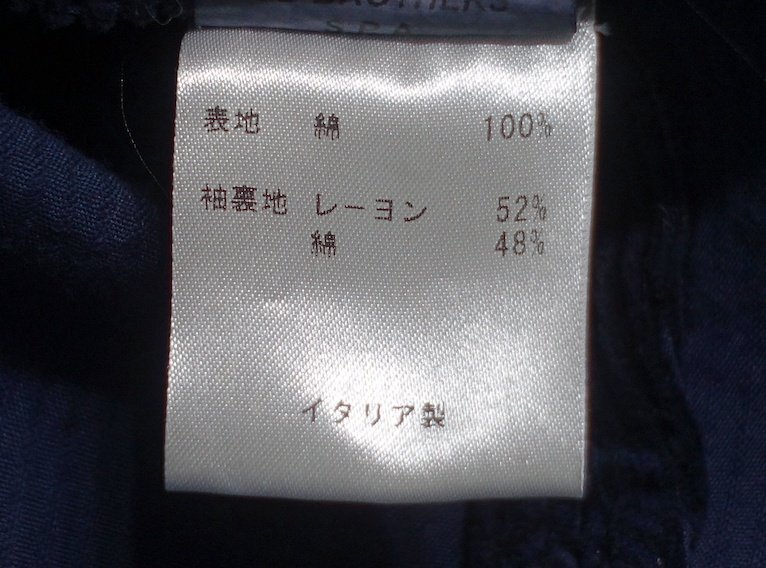 S.P.A.
表地 綿 100%
袖裏地 レーヨン 52%
綿 48%
イタリア製